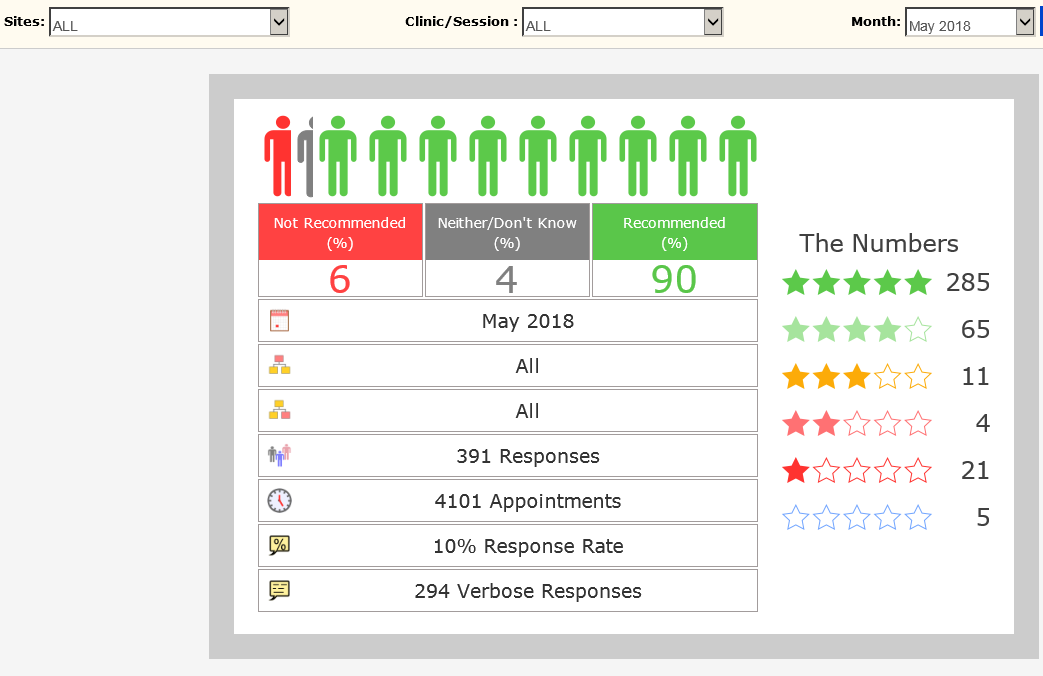 Sites: ALL Clinic/Session : ALL Month: May 2018
Not Recommended (%)
Neither/Don't Know (%)
Recommended (%)
6 4 90
May 2018
All
All
391 Responses
4101 Appointments
10% Response Rate
294 Verbose Responses
The Numbers
285
65
11
4
21
5